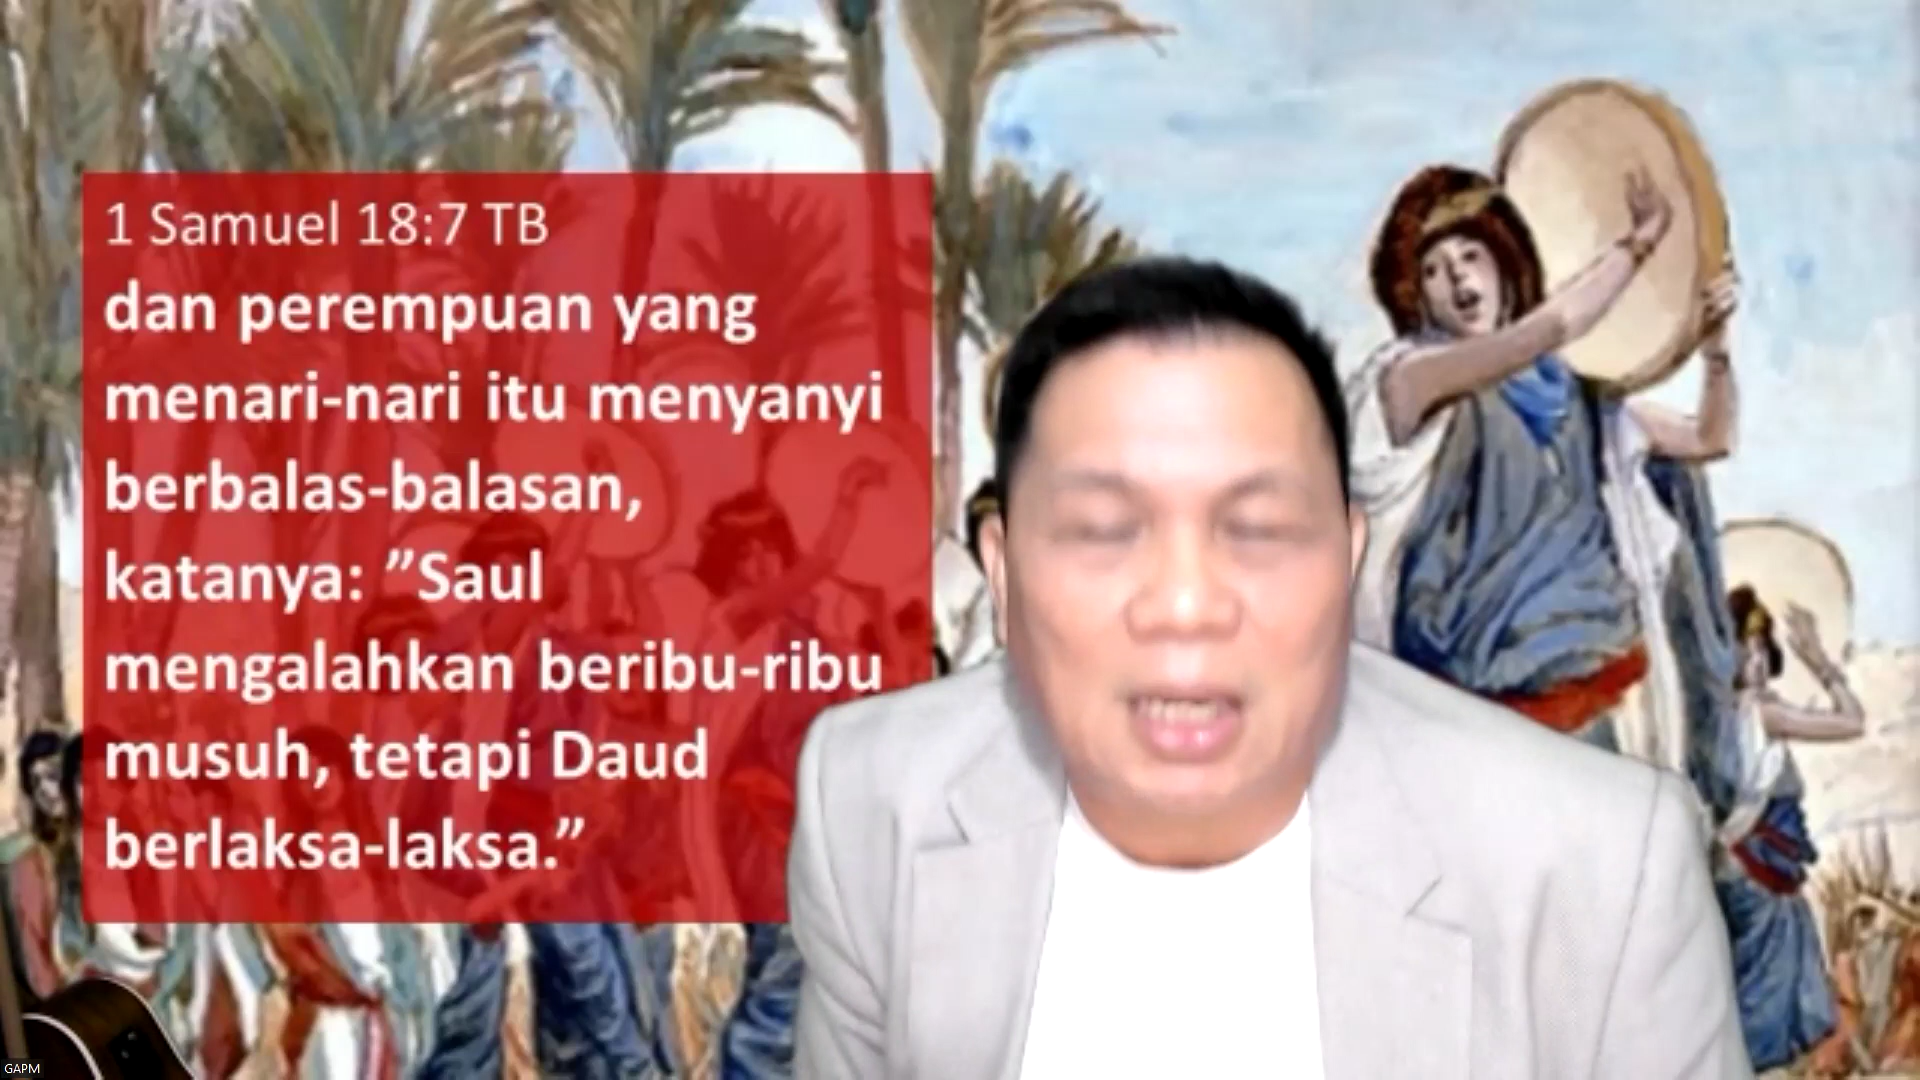 1 Samuel 18:7 TB
dan perempuan yang
menari-nari itu menyanyi
berbalas-balasan,
katanya: ”Saul
mengalahkan beribu-ribu
musuh, tetapi Daud
berlaksa-laksa.”
GAPM